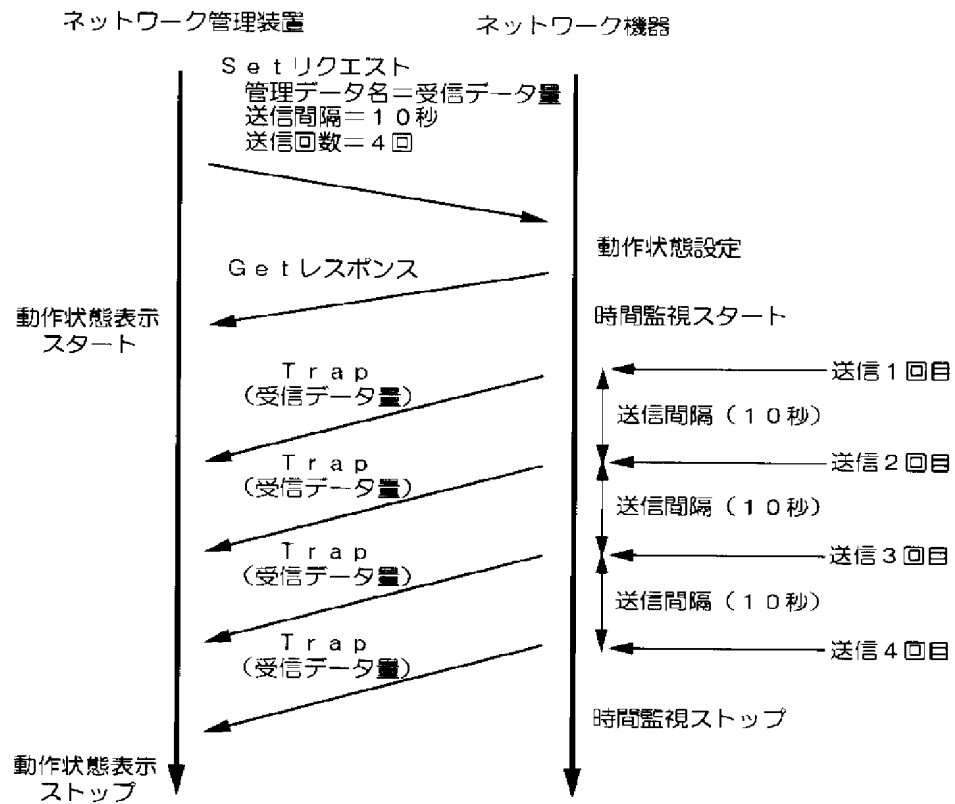 ネットワーク管理装置
ネットワーク機器
Ｓｅｔリクエスト
管理データ名＝受信データ量
送信間隔＝１０秒
送信回数＝４回
動作状態設定
Ｇｅｔレスポンス
動作状態表示
スタート
時間監視スタート
Ｔｒａｐ
（受信データ量）
送信１回目
送信間隔（１０秒）
Ｔｒａｐ
（受信データ量）
送信２回目
送信間隔（１０秒）
Ｔｒａｐ
（受信データ量）
送信３回目
送信間隔（１０秒）
Ｔｒａｐ
（受信データ量）
送信４回目
時間監視ストップ
動作状態表示
ストップ